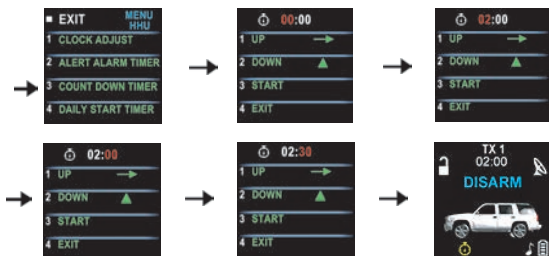 EXIT MENU
HHU
1 CLOCK ADJUST
2 ALERT ALARM TIMER
3 COUNT DOWN TIMER
4 DAILY START TIMER
00:00
1 UP
2 DOWN
3 START
4 EXIT
02:00
1 UP
2 DOWN
3 START
4 EXIT
02:00
1 UP
2 DOWN
3 START
4 EXIT
02:30
1 UP
2 DOWN
3 START
4 EXIT
TX 1
02:00
DISARM